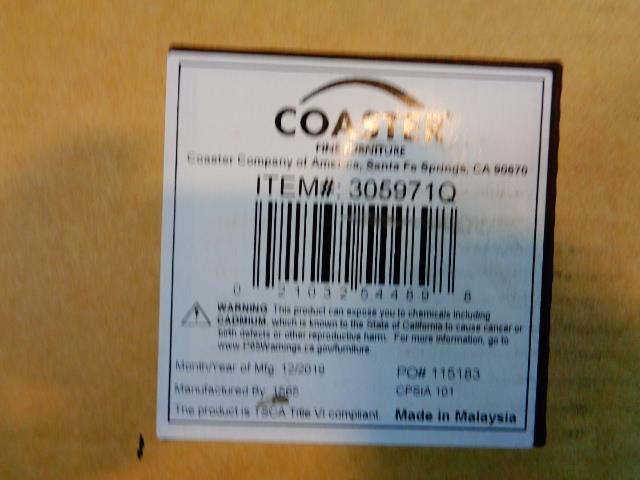 COASTER
FINE FURNITURE
Coaster Company of America, Santa Fe Springs, CA 90670
ITEM#: 305971Q
0 21032 54489 8
WARNING This product can expose you to chemicals including
CADMIUM, which is known to the State of California to cause cancer or
birth defects or other reproductive harm. For more information, go to
www.P65Warnings.ca.gov/furniture
Month/Year of Mfg. 12/2019 PO# 115183
Manufactured By 1565 CPSIA 101
The product is TSCA Title VI compliant. Made in Malaysia